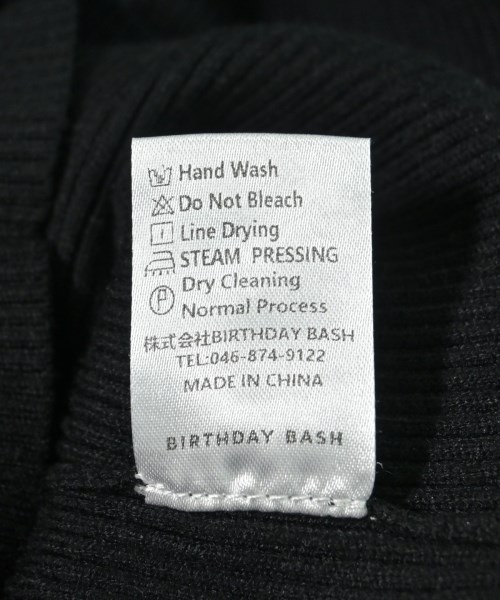 Hand Wash
Do Not Bleach
Line Drying
STEAM PRESSING
Dry Cleaning
Ⓟ Normal Process
株式会社BIRTHDAY BASH
TEL:046-874-9122
MADE IN CHINA
BIRTHDAY BASH